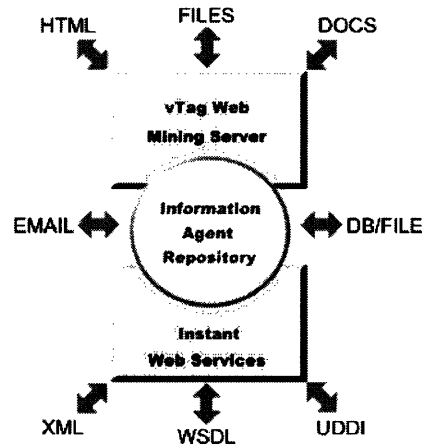 FILES
HTML
DOCS
vTag Web
Mining Server
Information
EMAIL
Agent
DB/FILE
Repository
Instant
Web Services
XML
WSDL
UDDI